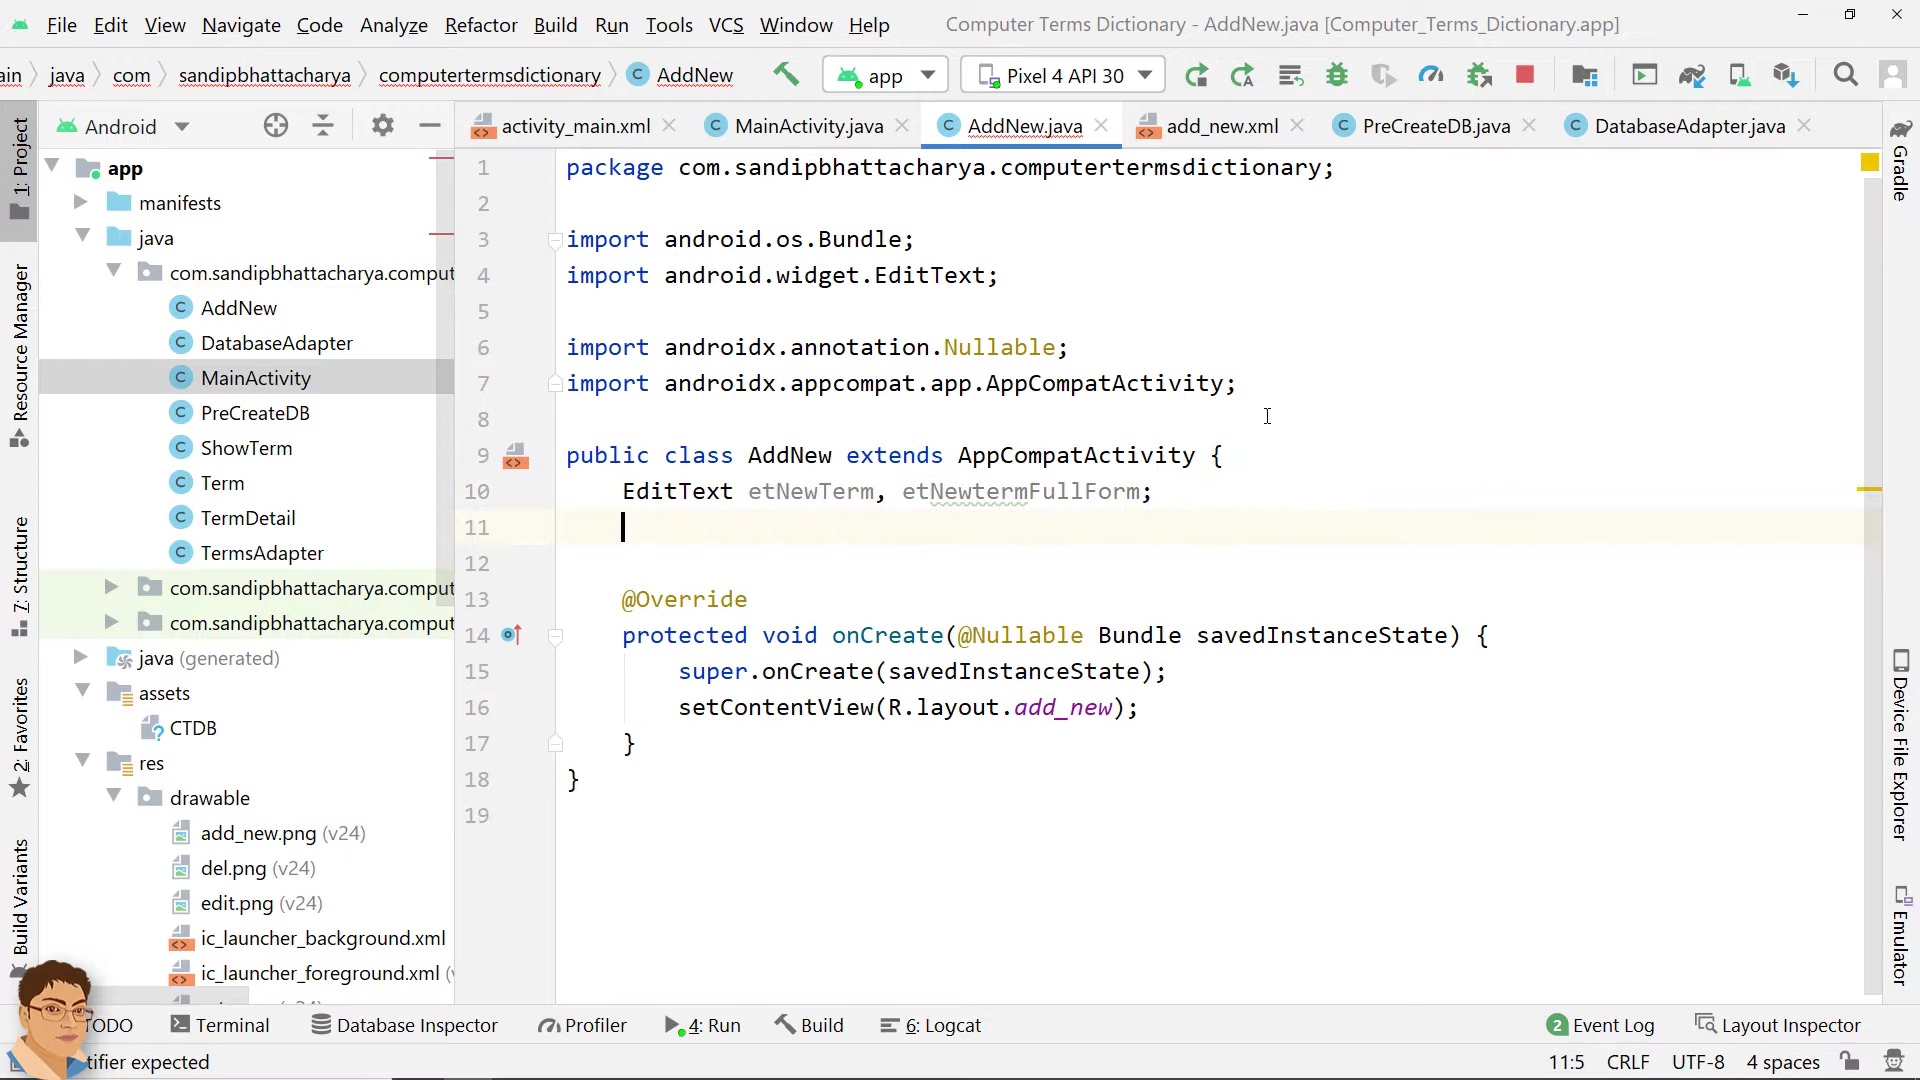 File Edit View Navigate Code Analyze Refactor Build Run Tools VCS Window Help Computer Terms Dictionary - AddNew.java [Computer_Terms_Dictionary.app]
ain java com sandipbhattacharya computertermsdictionary AddNew app Pixel 4 API 30
Android activity_main.xml MainActivity.java AddNew.java add_new.xml PreCreateDB.java DatabaseAdapter.java
1: Project
Resource Manager
7: Structure
2: Favorites
Build Variants
app
manifests
java
com.sandipbhattacharya.comput
AddNew
DatabaseAdapter
MainActivity
PreCreateDB
ShowTerm
Term
TermDetail
TermsAdapter
com.sandipbhattacharya.comput
com.sandipbhattacharya.comput
java (generated)
assets
CTDB
res
drawable
add_new.png (v24)
del.png (v24)
edit.png (v24)
ic_launcher_background.xml
ic_launcher_foreground.xml
1 package com.sandipbhattacharya.computertermsdictionary;
2
3 import android.os.Bundle;
4 import android.widget.EditText;
5
6 import androidx.annotation.Nullable;
7 import androidx.appcompat.app.AppCompatActivity;
8
9 public class AddNew extends AppCompatActivity {
10 EditText etNewTerm, etNewtermFullForm;
11
12
13 @Override
14 protected void onCreate(@Nullable Bundle savedInstanceState) {
15 super.onCreate(savedInstanceState);
16 setContentView(R.layout.add_new);
17 }
18 }
19
Gradle
Device File Explorer
Emulator
TODO Terminal Database Inspector Profiler 4: Run Build 6: Logcat 2 Event Log Layout Inspector
tifier expected 11:5 CRLF UTF-8 4 spaces